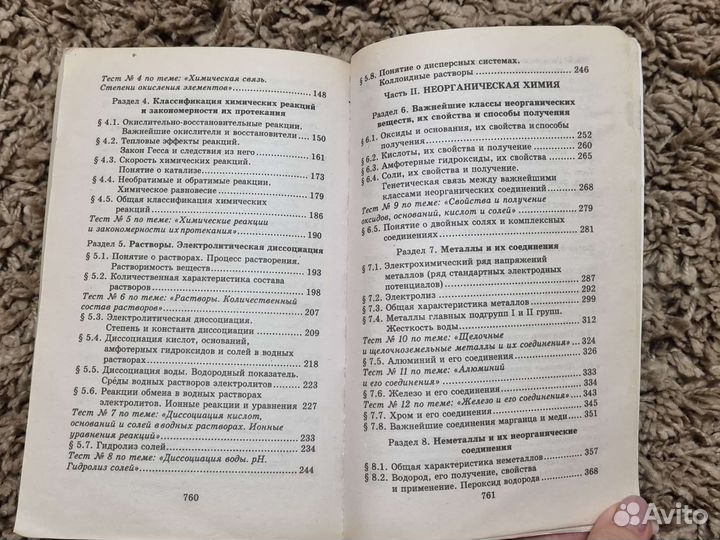 Тест № 4 по теме: «Химическая связь.
Степени окисления элементов» 148
Раздел 4. Классификация химических реакций
и закономерности их протекания
§ 4.1. Окислительно-восстановительные реакции.
Важнейшие окислители и восстановители 150
§ 4.2. Тепловые эффекты реакций.
Закон Гесса и следствия из него 161
§ 4.3. Скорость химических реакций.
Понятие о катализе 173
§ 4.4. Необратимые и обратимые реакции.
Химическое равновесие 179
§ 4.5. Общая классификация химических
реакций 186
Тест № 5 по теме: «Химические реакции
и закономерности их протекания» 190
Раздел 5. Растворы. Электролитическая диссоциация
§ 5.1. Понятие о растворах. Процесс растворения.
Растворимость веществ 193
§ 5.2. Количественная характеристика состава
растворов 198
Тест № 6 по теме: «Растворы. Количественный
состав растворов» 207
§ 5.3. Электролитическая диссоциация.
Степень и константа диссоциации 209
§ 5.4. Диссоциация кислот, оснований,
амфотерных гидроксидов и солей в водных
растворах 218
§ 5.5. Диссоциация воды. Водородный показатель.
Среды водных растворов электролитов 223
§ 5.6. Реакции обмена в водных растворах
электролитов. Ионные реакции и уравнения 227
Тест № 7 по теме: «Диссоциация кислот,
оснований и солей в водных растворах. Ионные
уравнения реакций» 233
§ 5.7. Гидролиз солей 234
Тест № 8 по теме: «Диссоциация воды. pH.
Гидролиз солей» 244
760
§ 5.8. Понятие о дисперсных системах.
Коллоидные растворы 246
Часть II. НЕОРГАНИЧЕСКАЯ ХИМИЯ
Раздел 6. Важнейшие классы неорганических
веществ, их свойства и способы получения
§ 6.1. Оксиды и основания, их свойства и способы
получения 252
§ 6.2. Кислоты, их свойства и получение 260
§ 6.3. Амфотерные гидроксиды, их свойства 265
§ 6.4. Соли, их свойства и получение.
Генетическая связь между важнейшими
классами неорганических соединений 268
Тест № 9 по теме: «Свойства и получение
оксидов, оснований, кислот и солей» 279
§ 6.5. Понятие о двойных солях и комплексных
соединениях 281
Раздел 7. Металлы и их соединения
§ 7.1. Электрохимический ряд напряжений
металлов (ряд стандартных электродных
потенциалов) 287
§ 7.2. Электролиз 292
§ 7.3. Общая характеристика металлов 299
§ 7.4. Металлы главных подгрупп I и II групп.
Жесткость воды 312
Тест № 10 по теме: «Щелочные
и щелочноземельные металлы и их соединения» 324
§ 7.5. Алюминий и его соединения 326
Тест № 11 по теме: «Алюминий
и его соединения» 333
§ 7.6. Железо и его соединения 334
Тест № 12 по теме: «Железо и его соединения» 343
§ 7.7. Хром и его соединения 345
§ 7.8. Важнейшие соединения марганца и меди 351
Раздел 8. Неметаллы и их неорганические
соединения
§ 8.1. Общая характеристика неметаллов 357
§ 8.2. Водород, его получение, свойства
и применение. Пероксид водорода 368
761
Avito